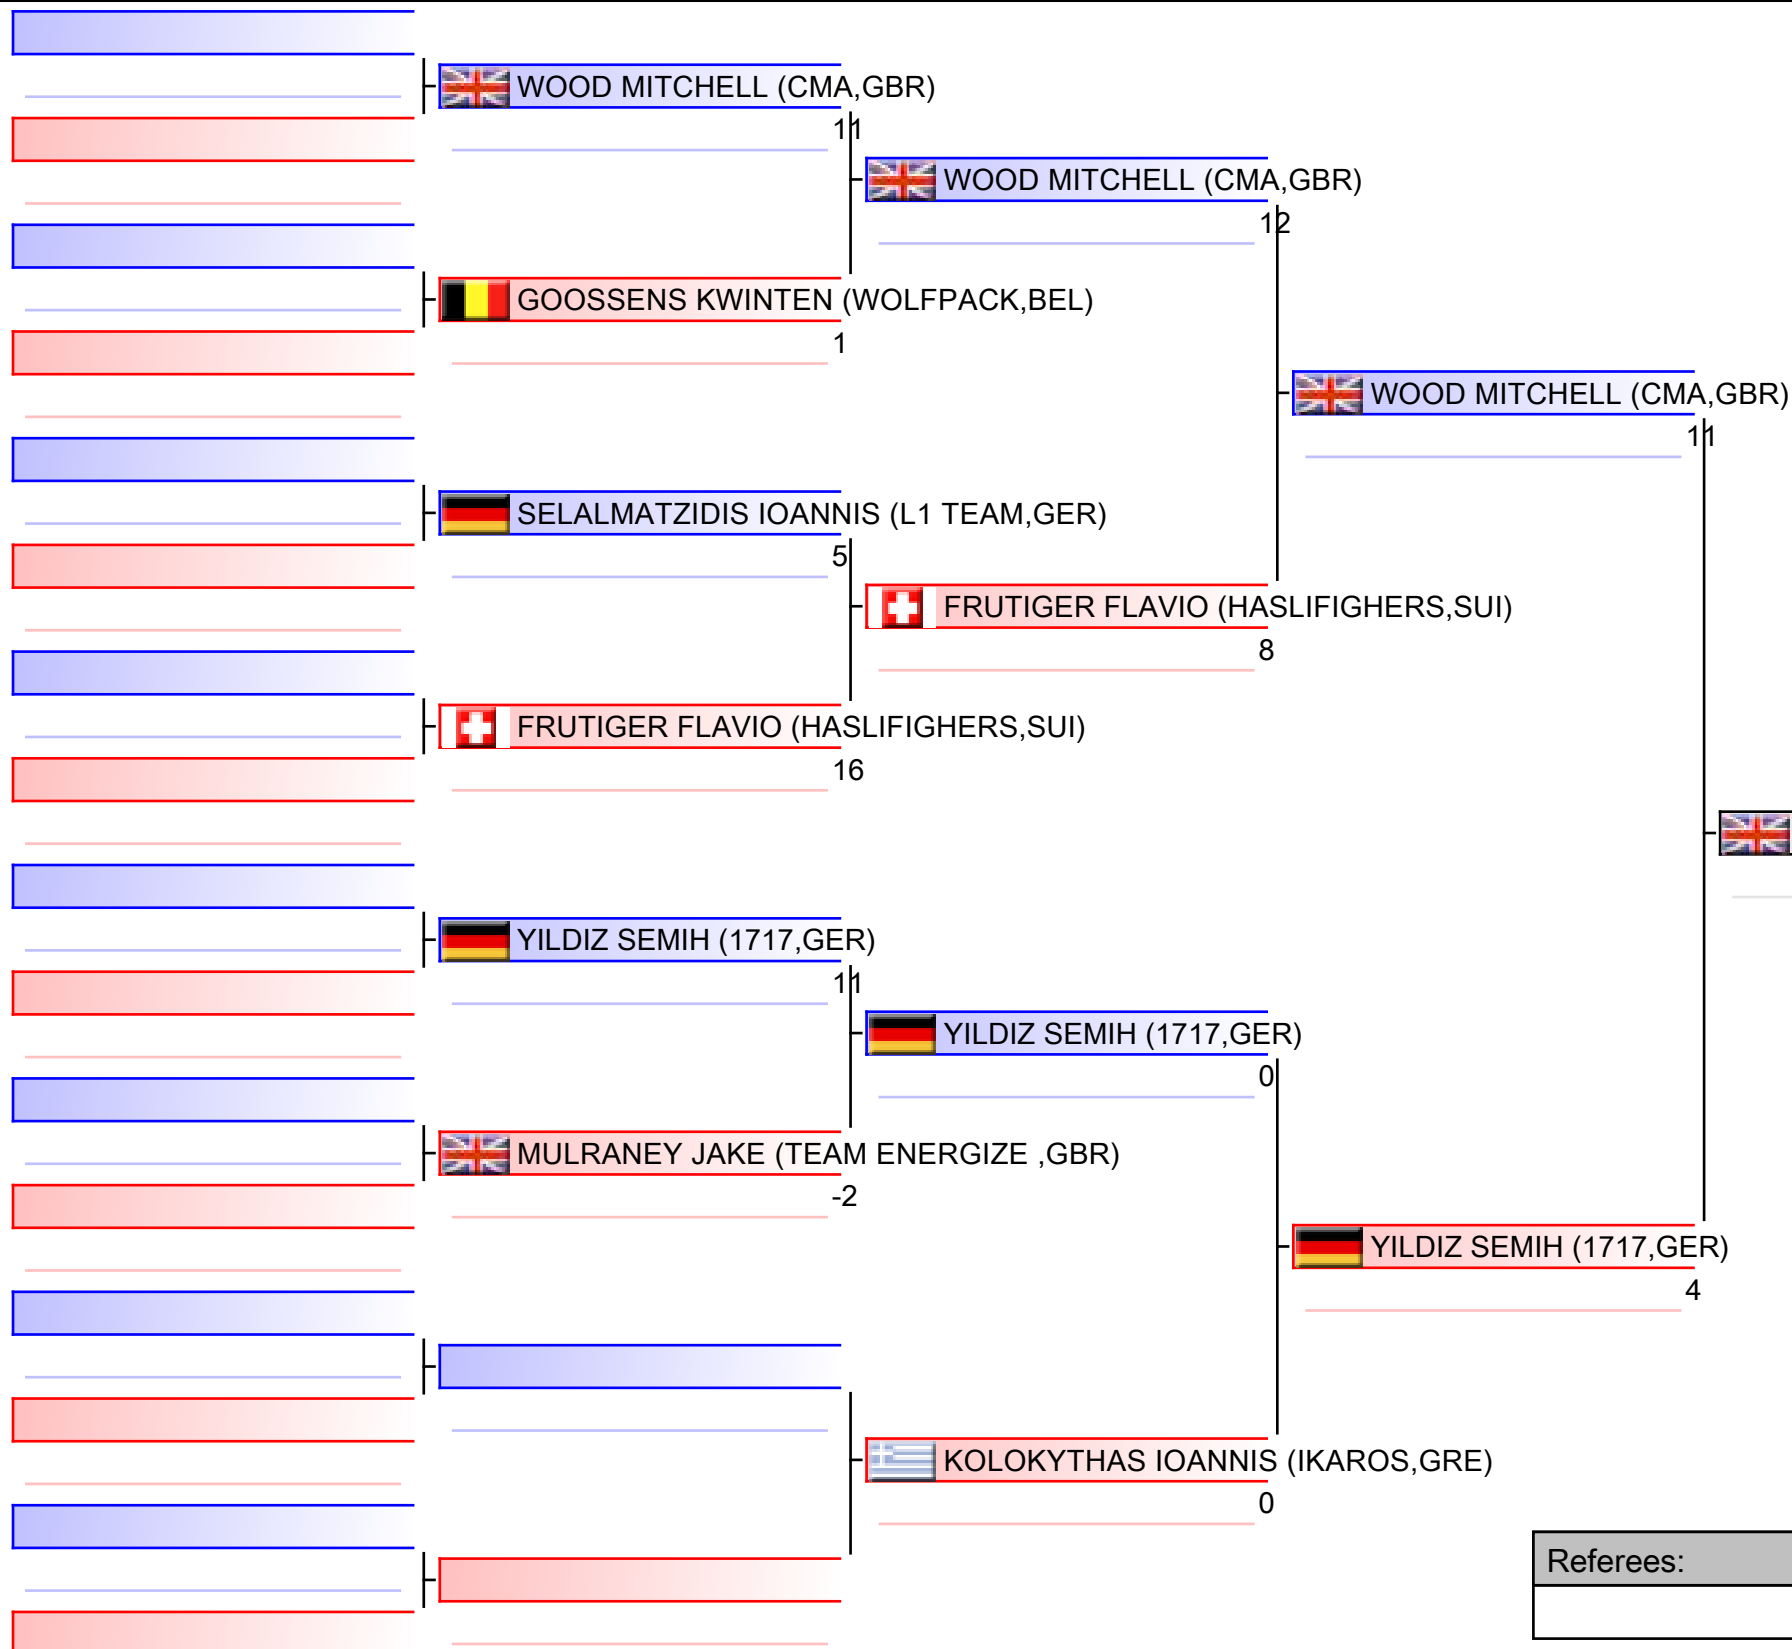 WOOD MITCHELL (CMA,GBR)
11
WOOD MITCHELL (CMA,GBR)
12
GOOSSENS KWINTEN (WOLFPACK,BEL)
1
WOOD MITCHELL (CMA,GBR)
11
SELALMATZIDIS IOANNIS (L1 TEAM,GER)
5
FRUTIGER FLAVIO (HASLIFIGHERS,SUI)
8
FRUTIGER FLAVIO (HASLIFIGHERS,SUI)
16
YILDIZ SEMIH (1717,GER)
11
YILDIZ SEMIH (1717,GER)
0
MULRANEY JAKE (TEAM ENERGIZE ,GBR)
-2
YILDIZ SEMIH (1717,GER)
4
KOLOKYTHAS IOANNIS (IKAROS,GRE)
0
Referees: